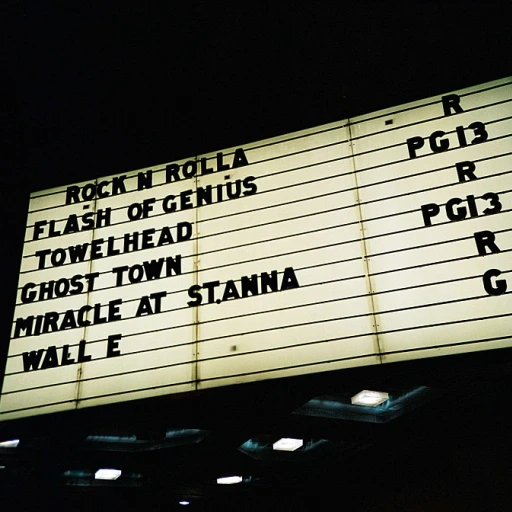 ROCK N ROLLA R
FLASH OF GENIUS PG13
TOWELHEAD R
GHOST TOWN PG13
MIRACLE AT ST.ANNA R
WALL E G